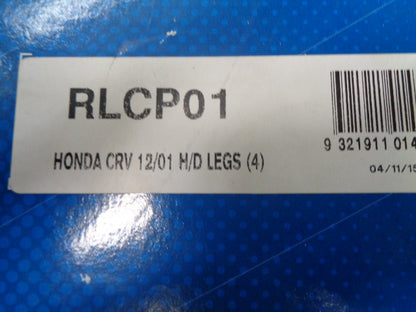 RLCP01
HONDA CRV 12/01 H/D LEGS (4)
9 321911 014
04/11/15